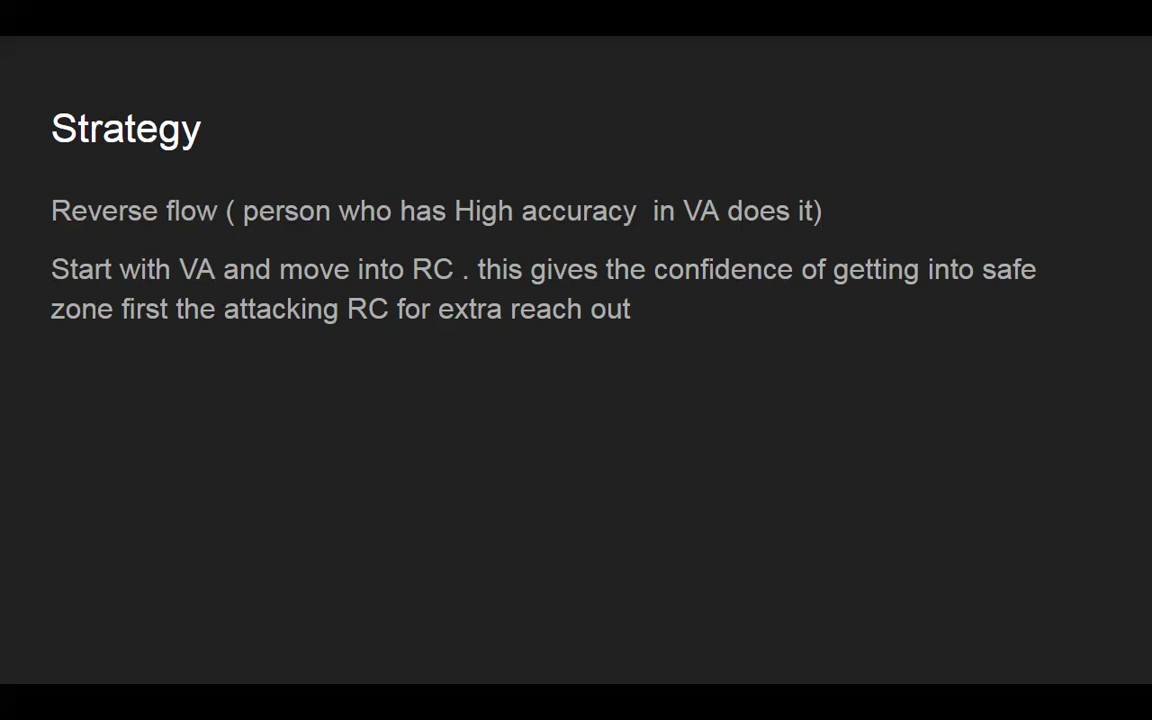 Strategy
Reverse flow ( person who has High accuracy  in VA does it)
Start with VA and move into RC . this gives the confidence of getting into safe
zone first the attacking RC for extra reach out